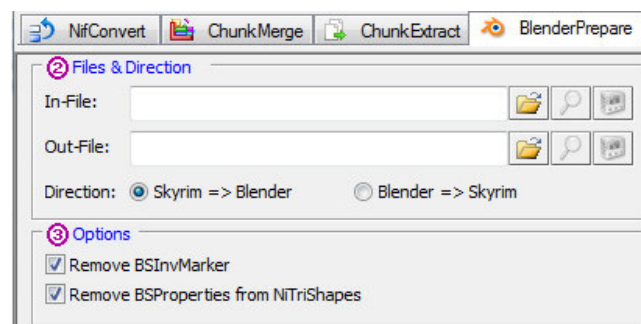 NifConvert ChunkMerge ChunkExtract BlenderPrepare
② Files & Direction
In-File:
Out-File:
Direction: Skyrim => Blender Blender => Skyrim
③ Options
Remove BSInvMarker
Remove BSProperties from NiTriShapes